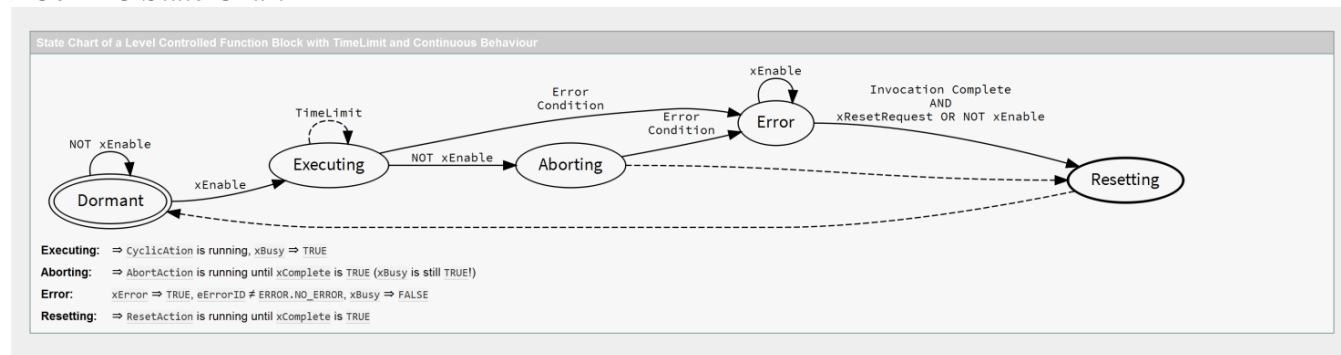 State Chart of a Level Controlled Function Block with TimeLimit and Continuous Behaviour
xEnable
Error
Condition
Invocation Complete
AND
xResetRequest OR NOT xEnable
TimeLimit
Error
Condition
Error
NOT xEnable
Executing
NOT xEnable
Aborting
Resetting
xEnable
Dormant
Executing: ⇒ CyclicAtion is running, xBusy ⇒ TRUE
Aborting: ⇒ AbortAction is running until xComplete is TRUE (xBusy is still TRUE!)
Error: xError ⇒ TRUE, eErrorID ≠ ERROR.NO_ERROR, xBusy ⇒ FALSE
Resetting: ⇒ ResetAction is running until xComplete is TRUE